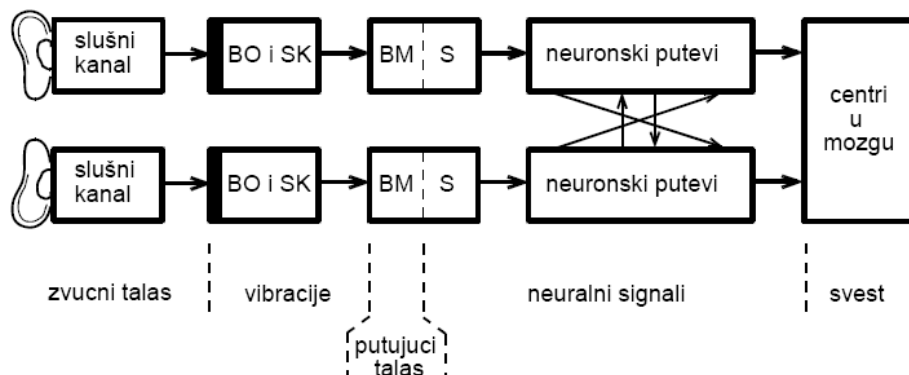 slušni
kanal
BO i SK
BM
S
neuronski putevi
centri
u
mozgu
slušni
kanal
BO i SK
BM
S
neuronski putevi
zvucni talas
vibracije
neuralni signali
svest
putujuci
talas